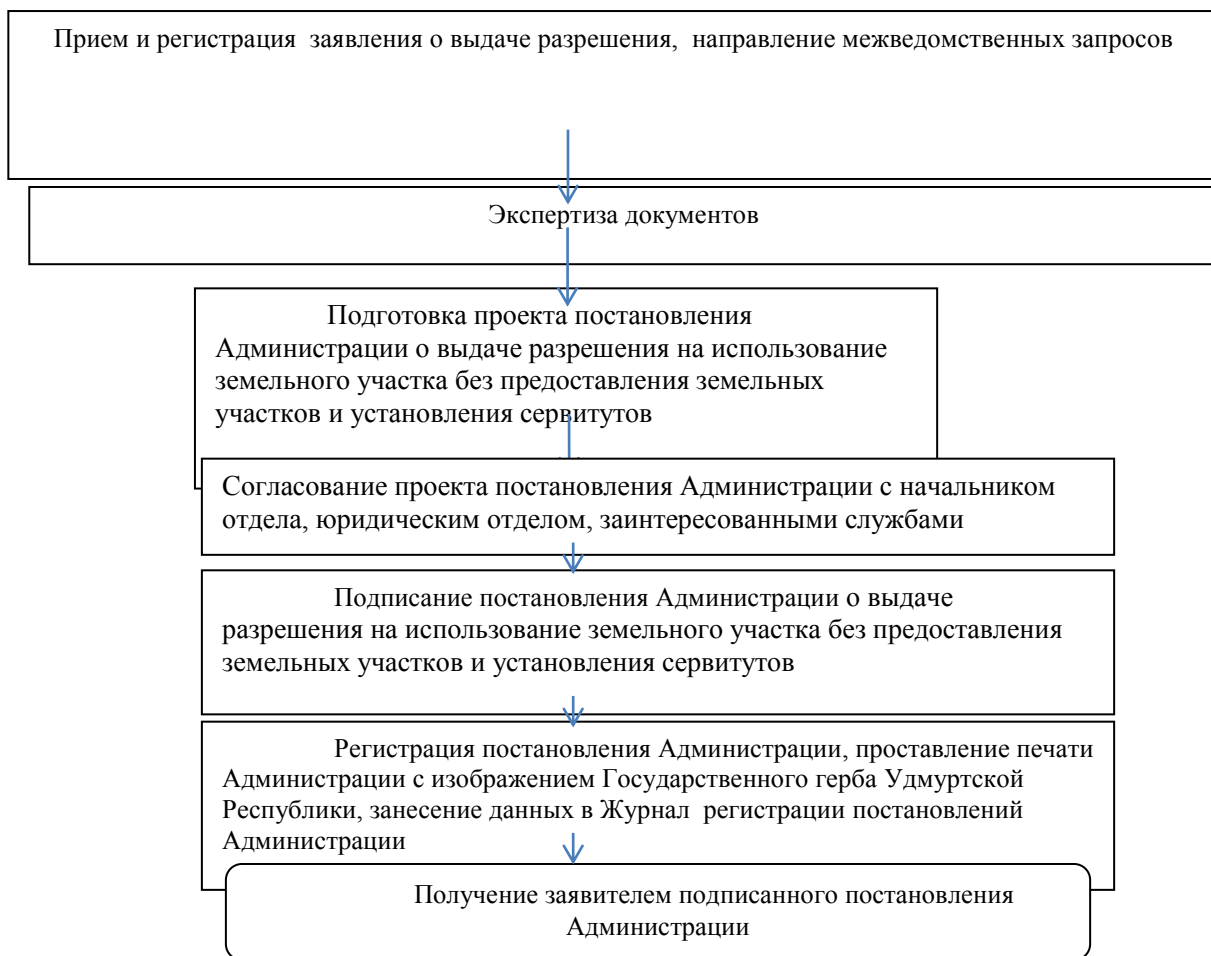 Прием и регистрация  заявления о выдаче разрешения,  направление межведомственных запросов
Экспертиза документов
Подготовка проекта постановления
Администрации о выдаче разрешения на использование
земельного участка без предоставления земельных
участков и установления сервитутов
Согласование проекта постановления Администрации с начальником
отдела, юридическим отделом, заинтересованными службами
Подписание постановления Администрации о выдаче
разрешения на использование земельного участка без предоставления
земельных участков и установления сервитутов
Регистрация постановления Администрации, проставление печати
Администрации с изображением Государственного герба Удмуртской
Республики, занесение данных в Журнал  регистрации постановлений
Администрации
Получение заявителем подписанного постановления
Администрации